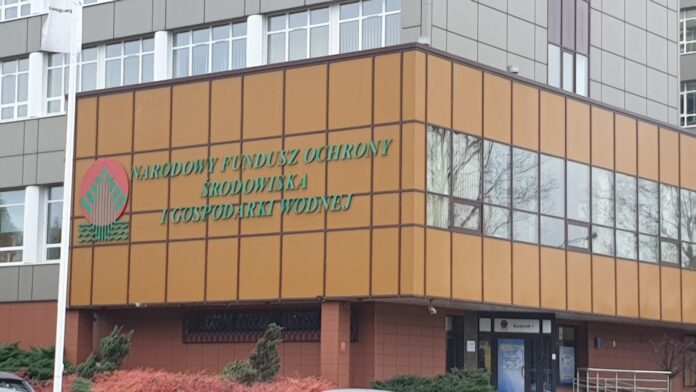 NARODOWY FUNDUSZ OCHRONY
ŚRODOWISKA
I GOSPODARKI WODNEJ